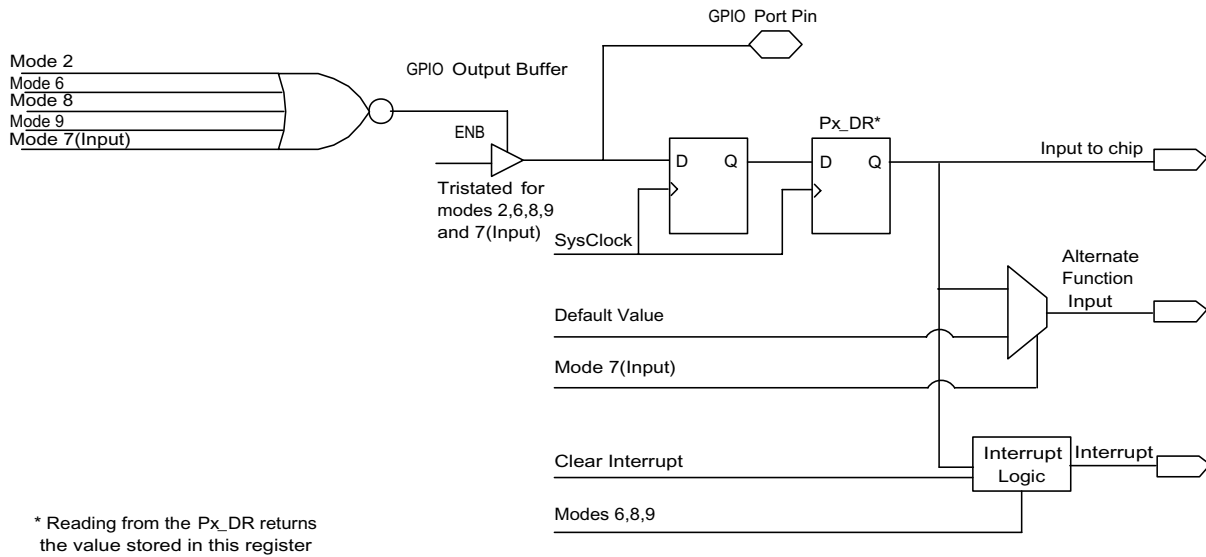 GPIO Port Pin
Mode 2
Mode 6
Mode 8
Mode 9
Mode 7(Input)
GPIO Output Buffer
ENB
Tristated for
modes 2,6,8,9
and 7(Input)
SysClock
D Q
Px_DR*
D Q
Input to chip
Alternate
Function
Input
Default Value
Mode 7(Input)
Clear Interrupt
Interrupt
Logic
Interrupt
Modes 6,8,9
* Reading from the Px_DR returns
the value stored in this register